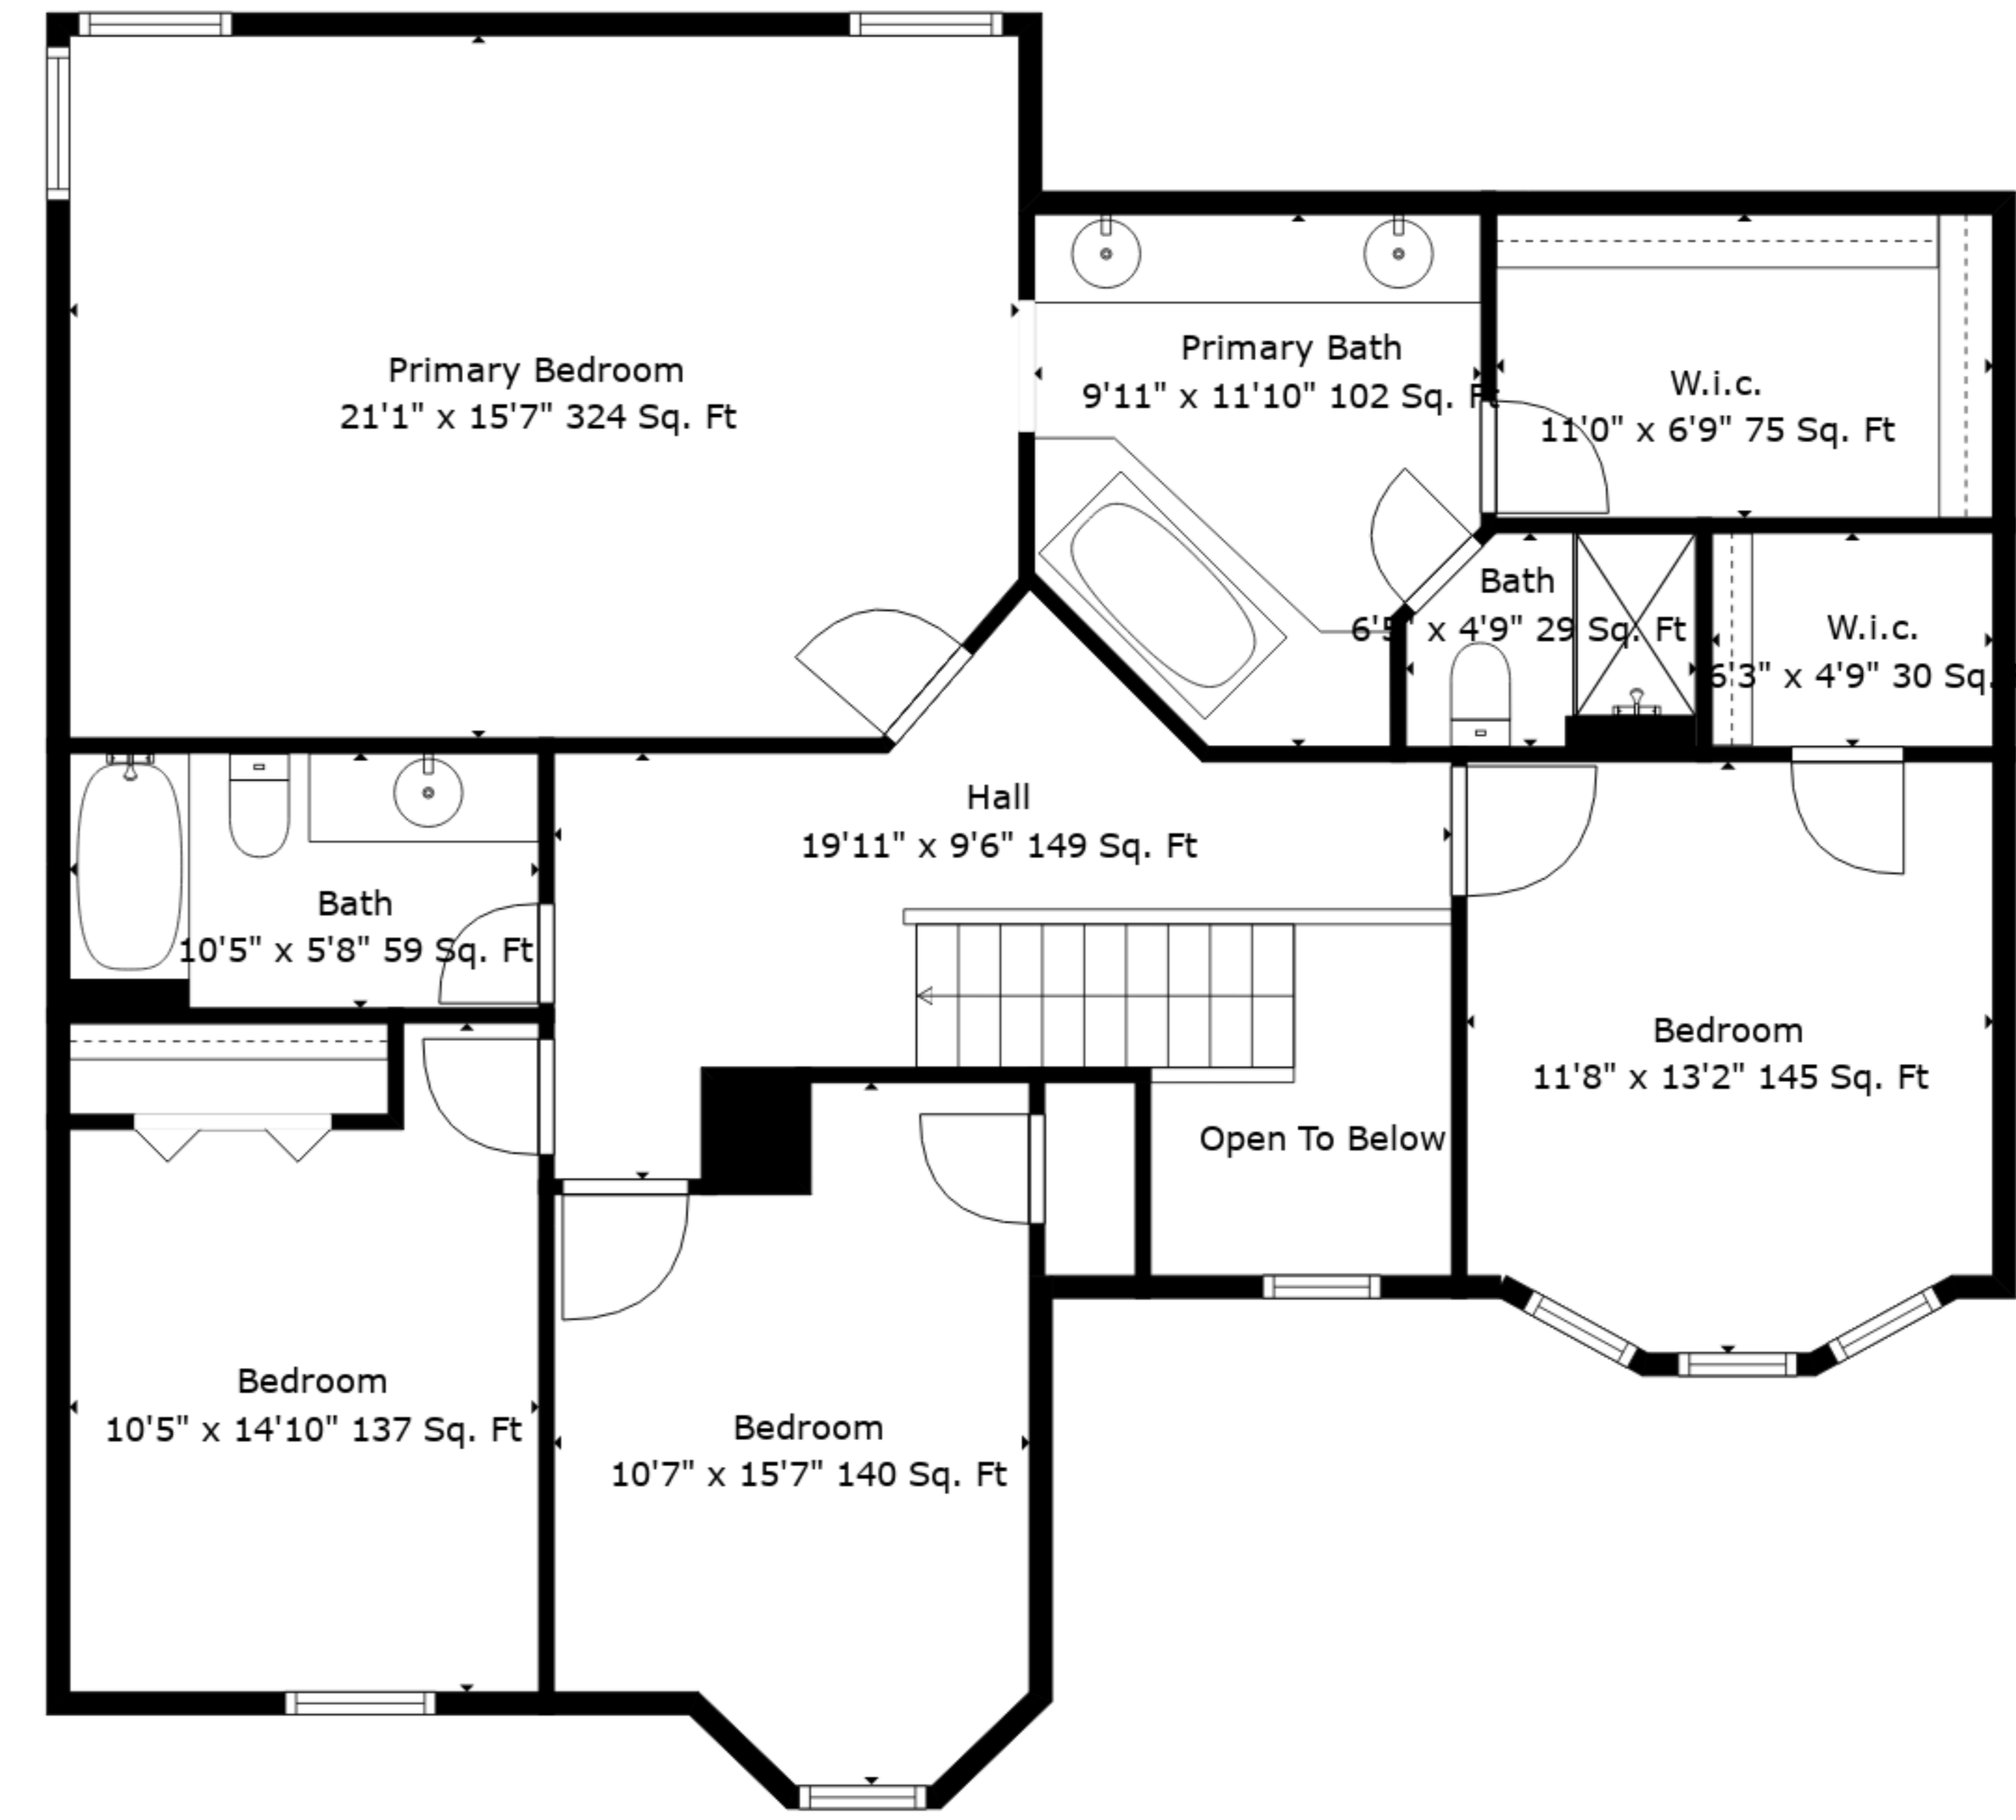 Primary Bedroom
21'1" x 15'7" 324 Sq. Ft
Primary Bath
9'11" x 11'10" 102 Sq. Ft
W.i.c.
11'0" x 6'9" 75 Sq. Ft
Bath
6'5" x 4'9" 29 Sq. Ft
W.i.c.
6'3" x 4'9" 30 Sq.
Hall
19'11" x 9'6" 149 Sq. Ft
Bath
10'5" x 5'8" 59 Sq. Ft
Bedroom
11'8" x 13'2" 145 Sq. Ft
Open To Below
Bedroom
10'5" x 14'10" 137 Sq. Ft
Bedroom
10'7" x 15'7" 140 Sq. Ft